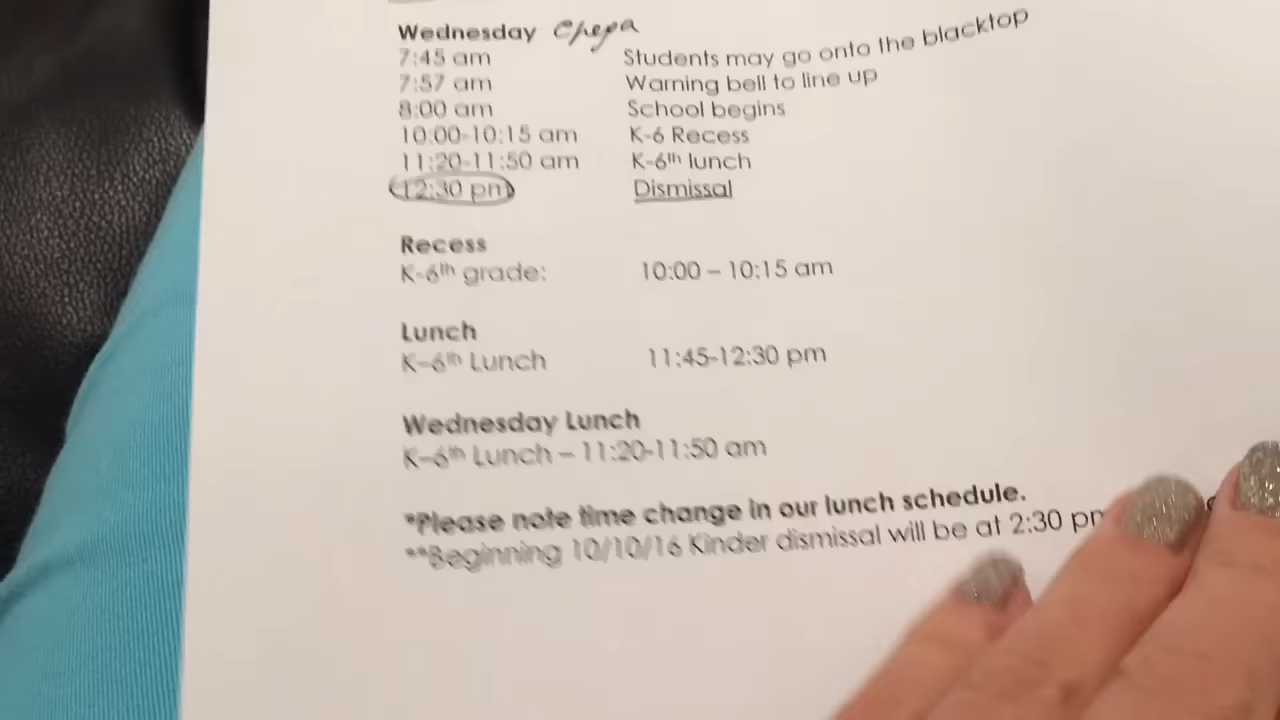 Wednesday среда
7:45 am Students may go onto the blacktop
7:57 am Warning bell to line up
8:00 am School begins
10:00-10:15 am K-6 Recess
11:20-11:50 am K-6th lunch
12:30 pm Dismissal
Recess
K-6th grade: 10:00 – 10:15 am
Lunch
K–6th Lunch 11:45-12:30 pm
Wednesday Lunch
K–6th Lunch – 11:20-11:50 am
*Please note time change in our lunch schedule.
**Beginning 10/10/16 Kinder dismissal will be at 2:30